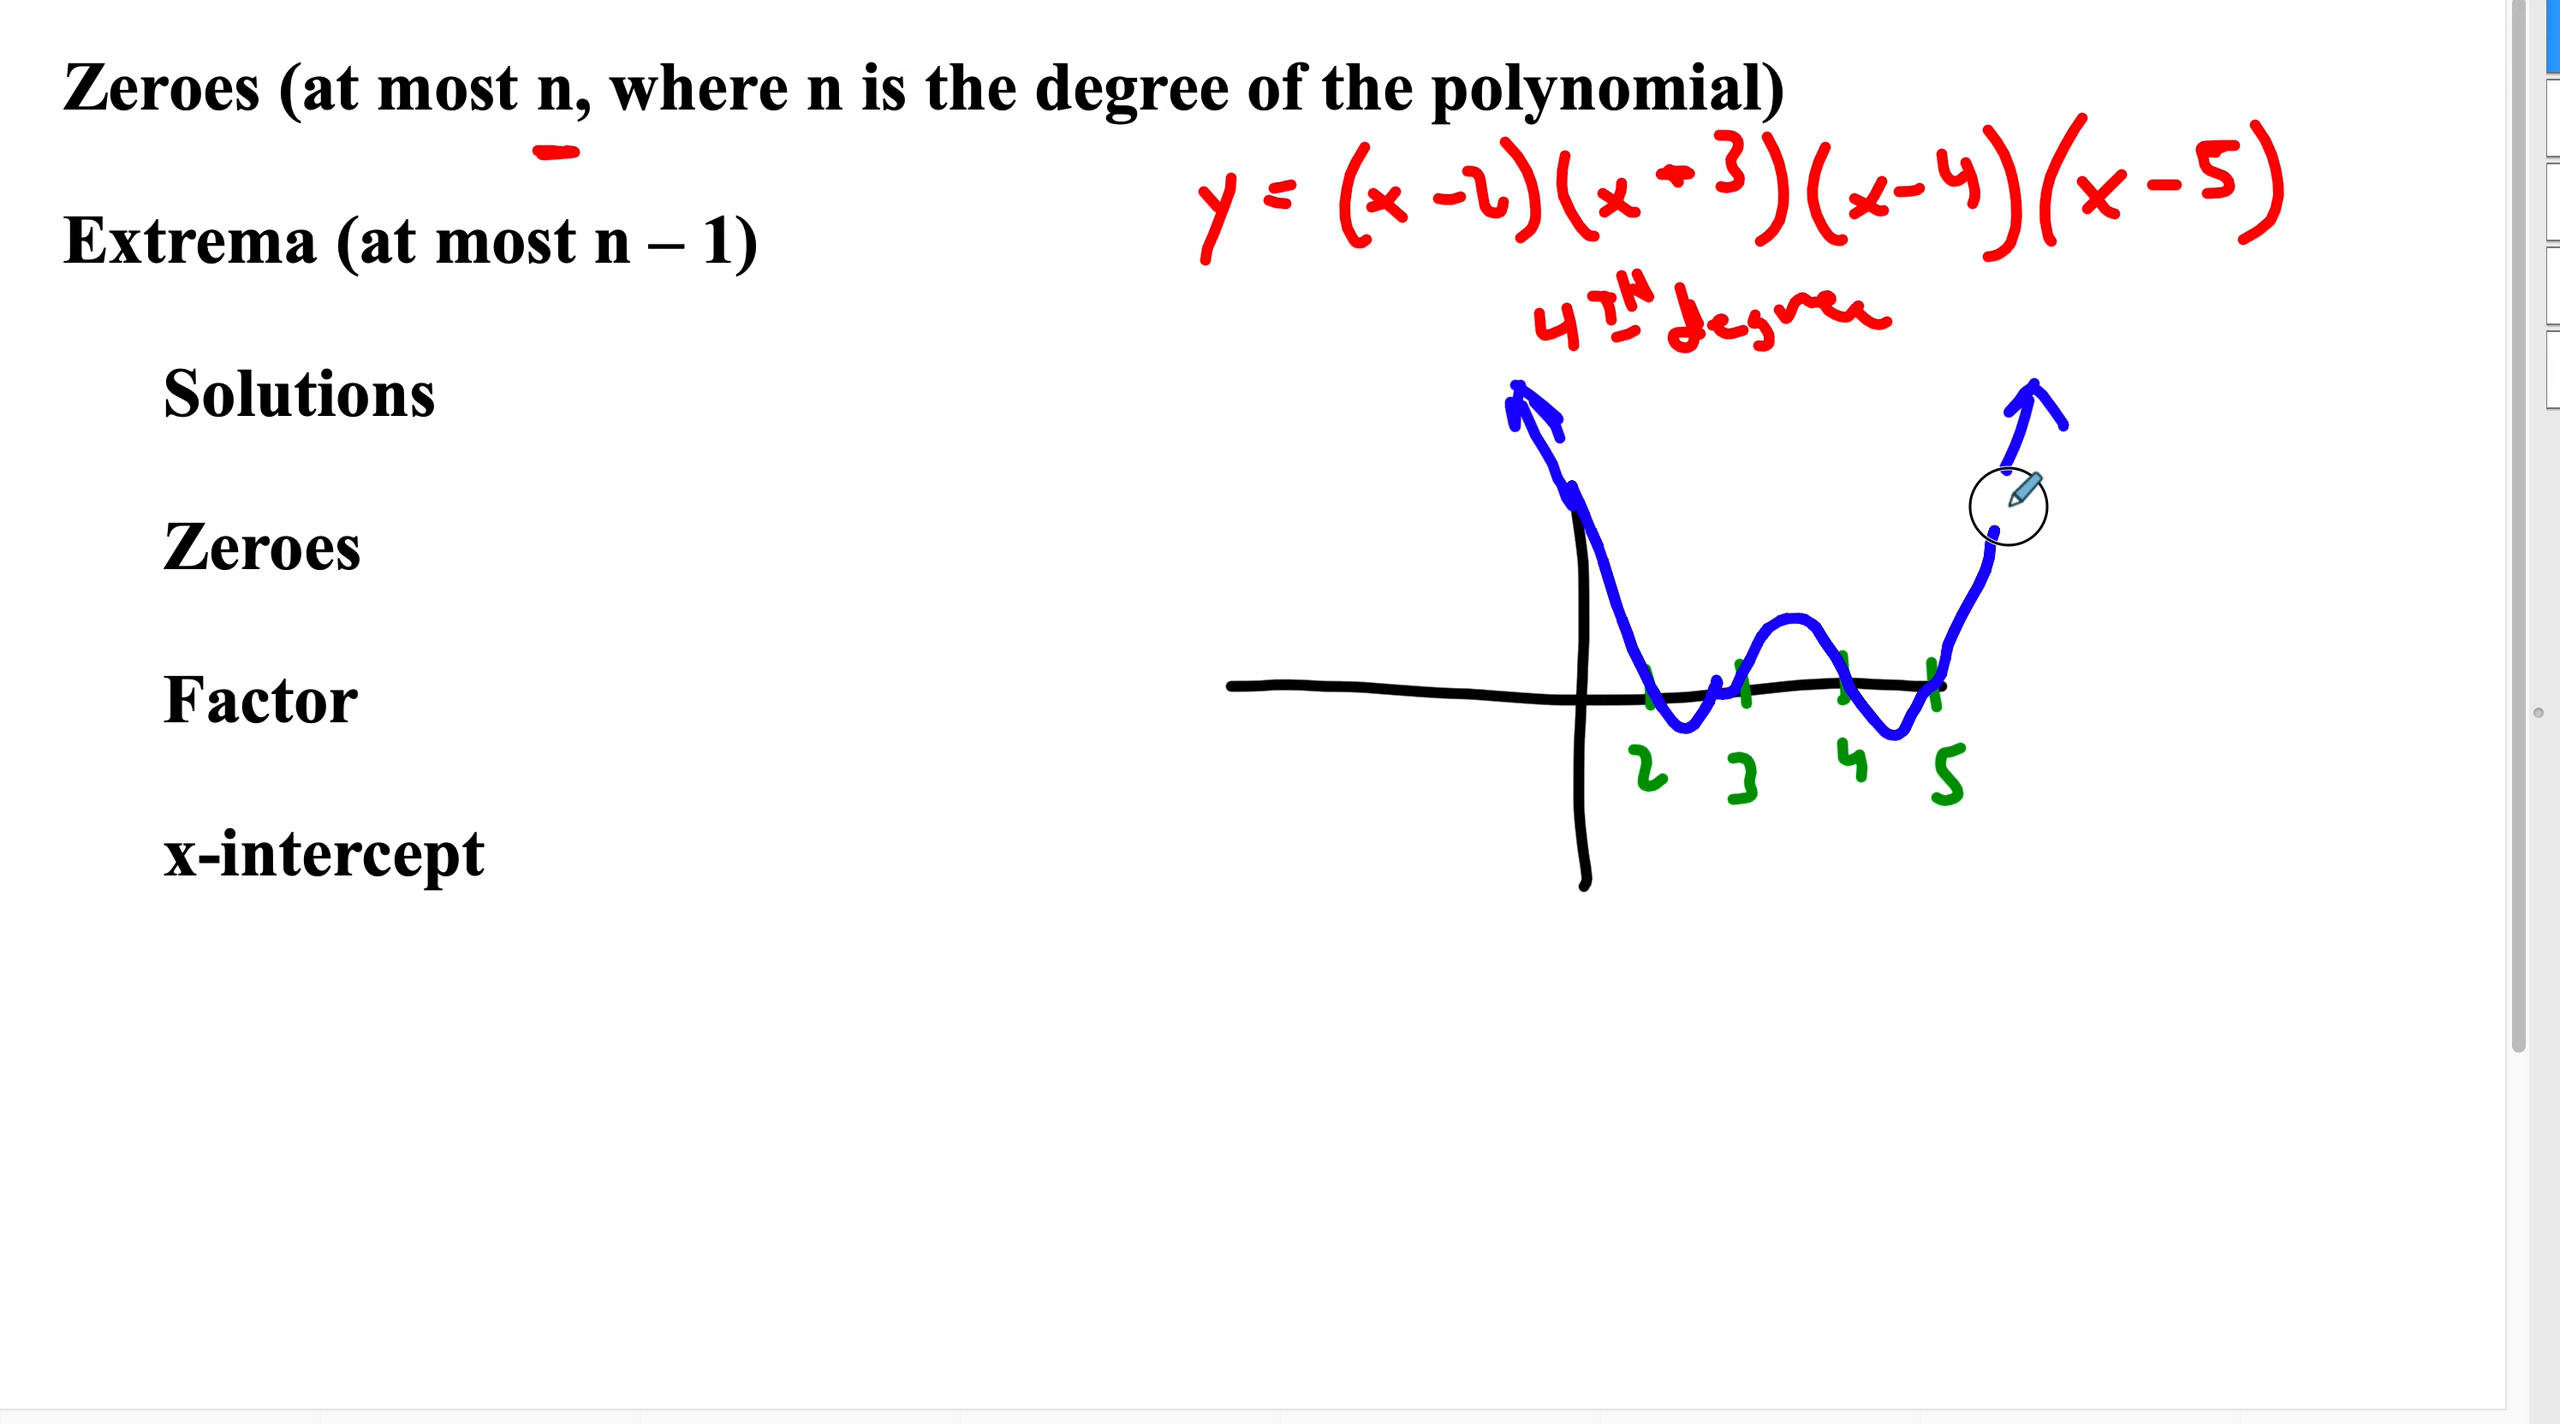 Zeroes (at most n, where n is the degree of the polynomial)
y = (x - 2)(x - 3)(x - 4)(x - 5)
Extrema (at most n – 1)
4TH degree
Solutions
Zeroes
Factor
2 3 4 5
x-intercept